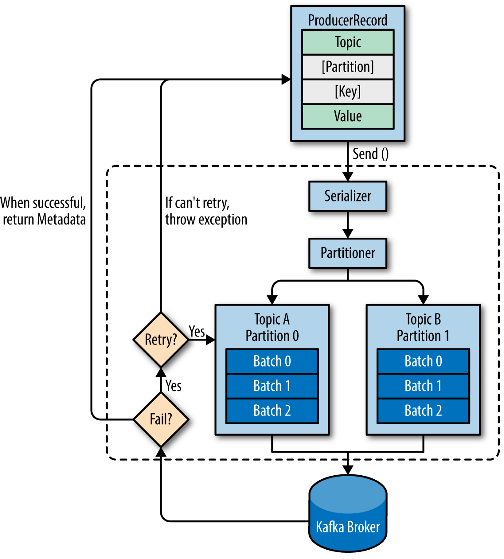 ProducerRecord
Topic
[Partition]
[Key]
Value
Send ()
When successful,
return Metadata
If can't retry,
throw exception
Serializer
Partitioner
Topic A
Partition 0
Batch 0
Batch 1
Batch 2
Topic B
Partition 1
Batch 0
Batch 1
Batch 2
Retry?
Yes
Yes
Fail?
Kafka Broker